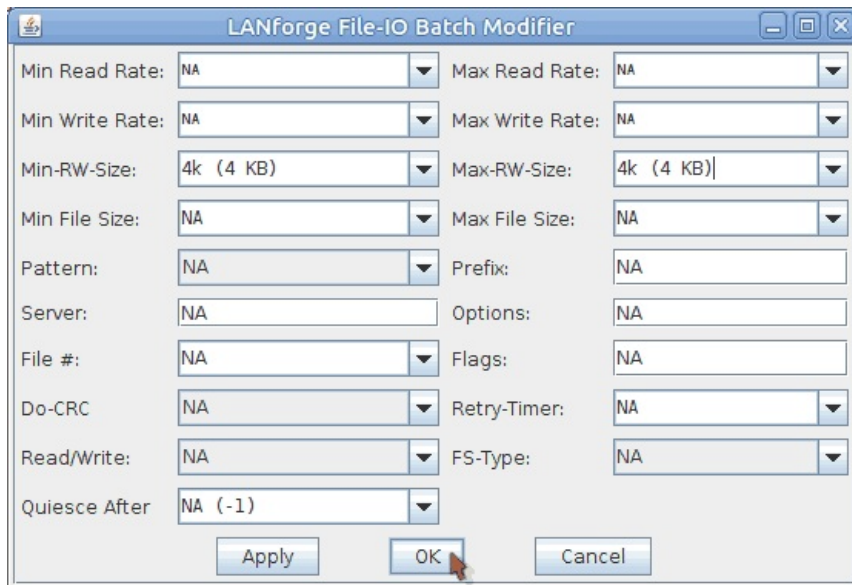 LANforge File-IO Batch Modifier
Min Read Rate: NA Max Read Rate: NA
Min Write Rate: NA Max Write Rate: NA
Min-RW-Size: 4k (4 KB) Max-RW-Size: 4k (4 KB)
Min File Size: NA Max File Size: NA
Pattern: NA Prefix: NA
Server: NA Options: NA
File #: NA Flags: NA
Do-CRC NA Retry-Timer: NA
Read/Write: NA FS-Type: NA
Quiesce After NA (-1)
Apply OK Cancel